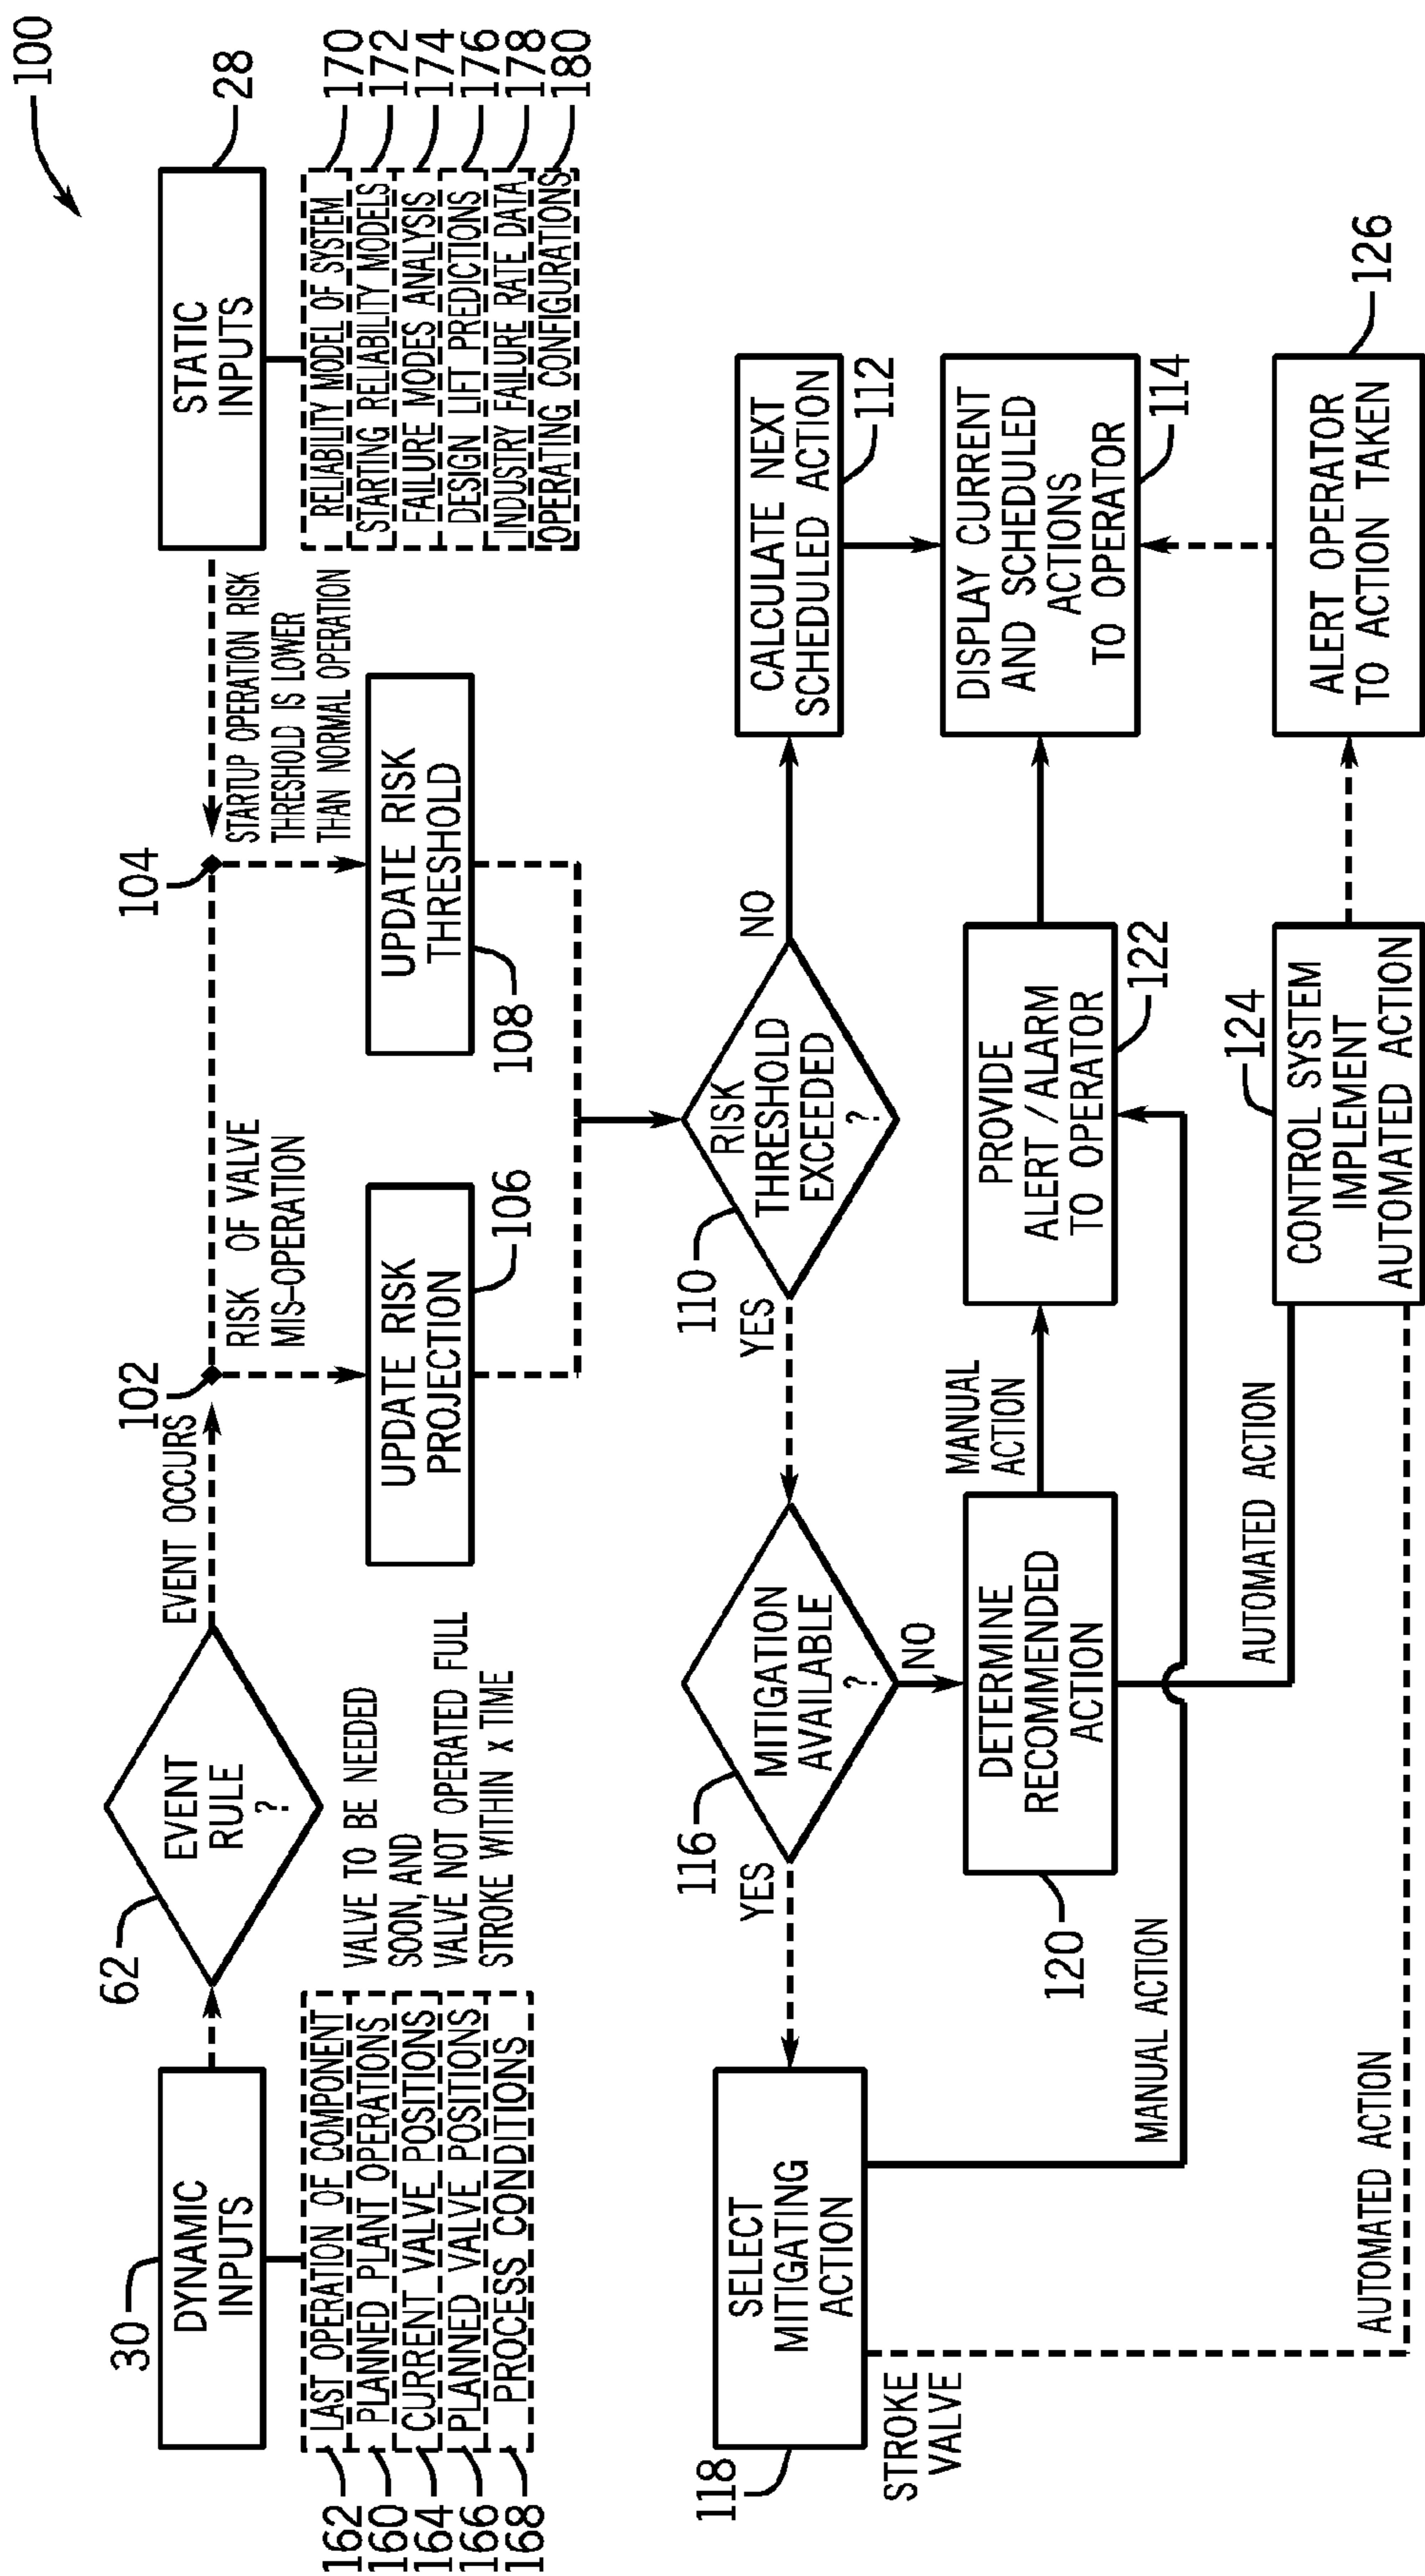 100
30
DYNAMIC
INPUTS
162
LAST OPERATION OF COMPONENT
160
PLANNED PLANT OPERATIONS
164
CURRENT VALVE POSITIONS
166
PLANNED VALVE POSITIONS
168
PROCESS CONDITIONS
62
EVENT
RULE
?
VALVE TO BE NEEDED
SOON, AND
VALVE NOT OPERATED FULL
STROKE WITHIN x TIME
EVENT OCCURS
102
RISK OF VALVE
MIS-OPERATION
104
STARTUP OPERATION RISK
THRESHOLD IS LOWER
THAN NORMAL OPERATION
28
STATIC
INPUTS
RELIABILITY MODEL OF SYSTEM
170
STARTING RELIABILITY MODELS
172
FAILURE MODES ANALYSIS
174
DESIGN LIFT PREDICTIONS
176
INDUSTRY FAILURE RATE DATA
178
OPERATING CONFIGURATIONS
180
UPDATE RISK
PROJECTION
106
UPDATE RISK
THRESHOLD
108
110
RISK
THRESHOLD
EXCEEDED
?
YES
NO
CALCULATE NEXT
SCHEDULED ACTION
112
DISPLAY CURRENT
AND SCHEDULED
ACTIONS
TO OPERATOR
114
116
MITIGATION
AVAILABLE
?
YES
NO
118
SELECT
MITIGATING
ACTION
STROKE
VALVE
DETERMINE
RECOMMENDED
ACTION
120
MANUAL
ACTION
PROVIDE
ALERT/ALARM
TO OPERATOR
122
MANUAL ACTION
AUTOMATED ACTION
124
CONTROL SYSTEM
IMPLEMENT
AUTOMATED ACTION
AUTOMATED ACTION
ALERT OPERATOR
TO ACTION TAKEN
126